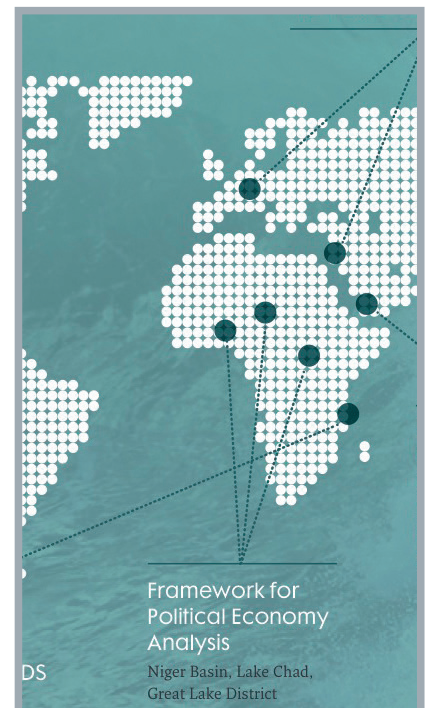 Framework for
Political Economy
Analysis
DS
Niger Basin, Lake Chad,
Great Lake District